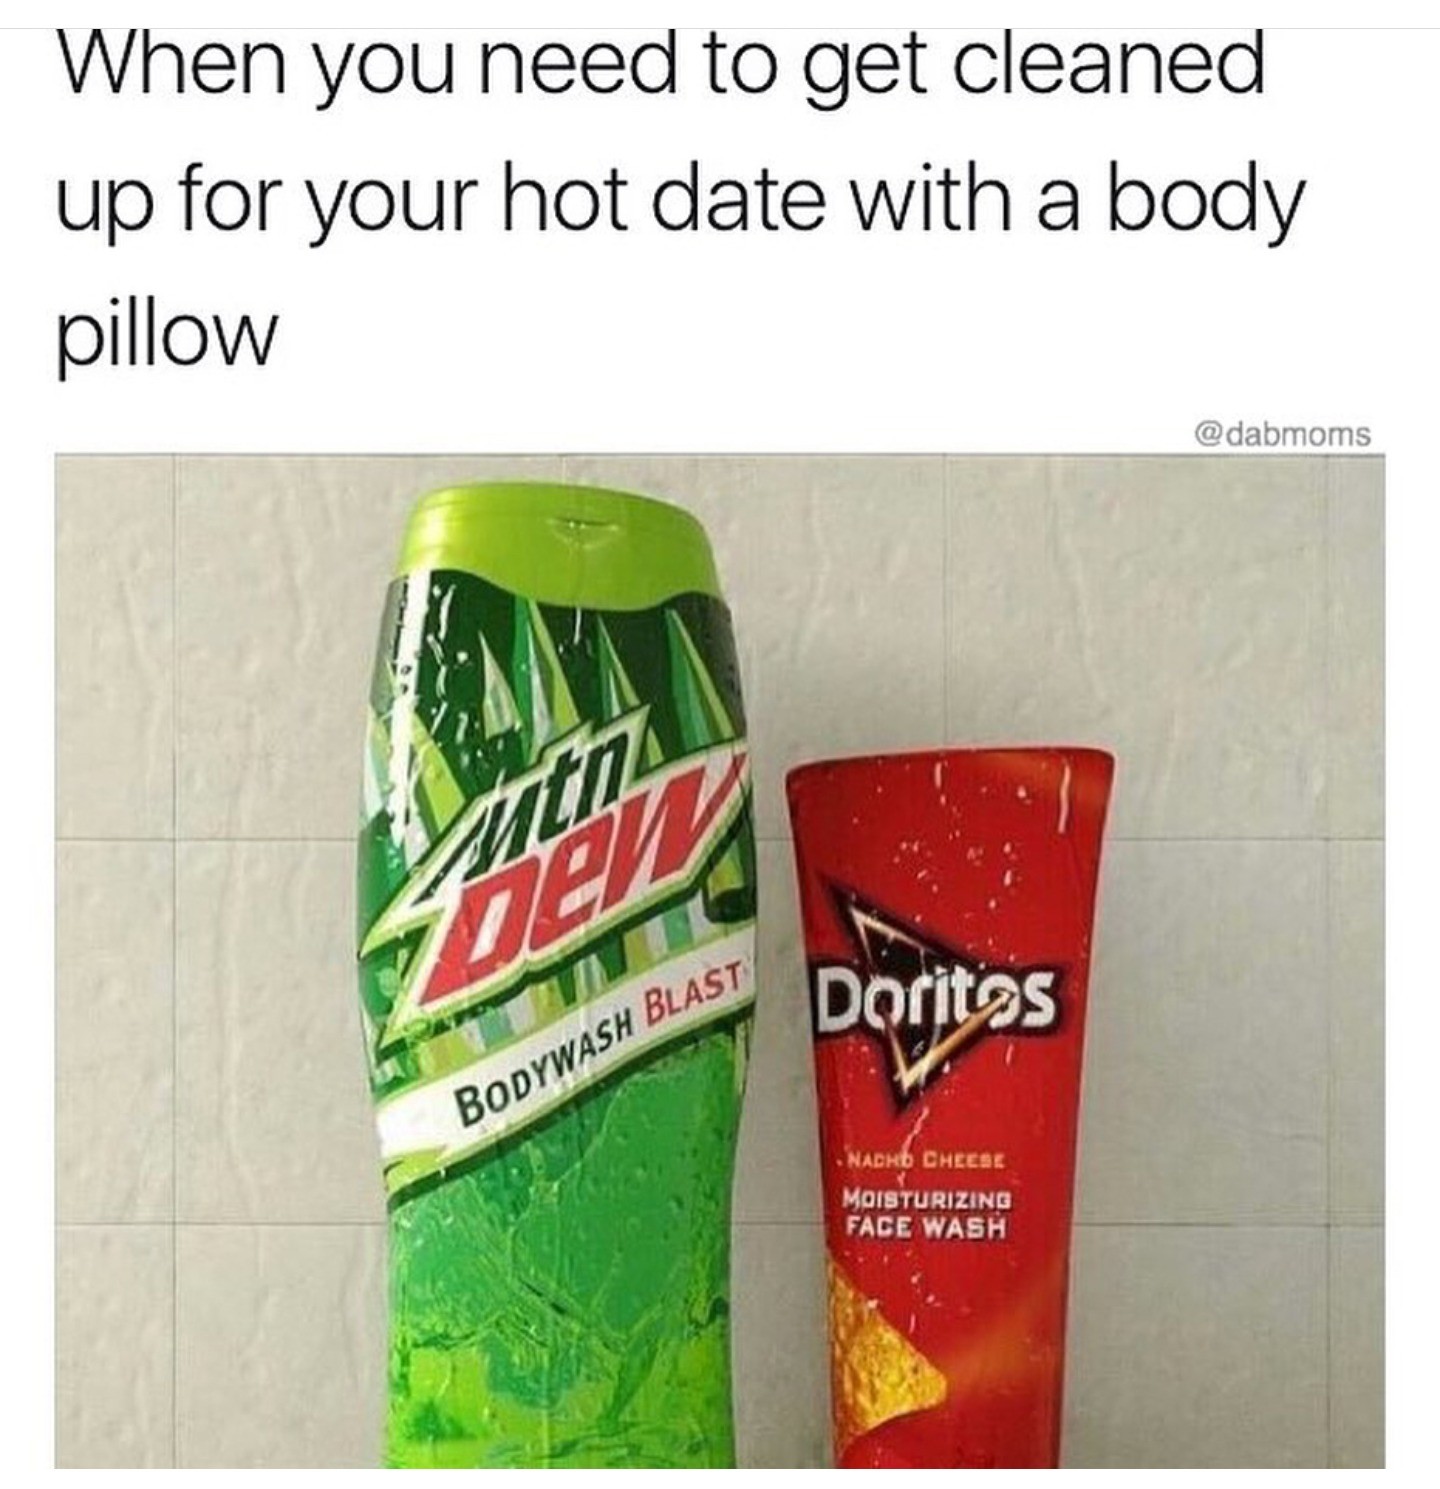 When you need to get cleaned
up for your hot date with a body
pillow
@dabmoms
mtn
Dew
BODYWASH BLAST
Doritos
NACHO CHEESE
MOISTURIZING
FACE WASH